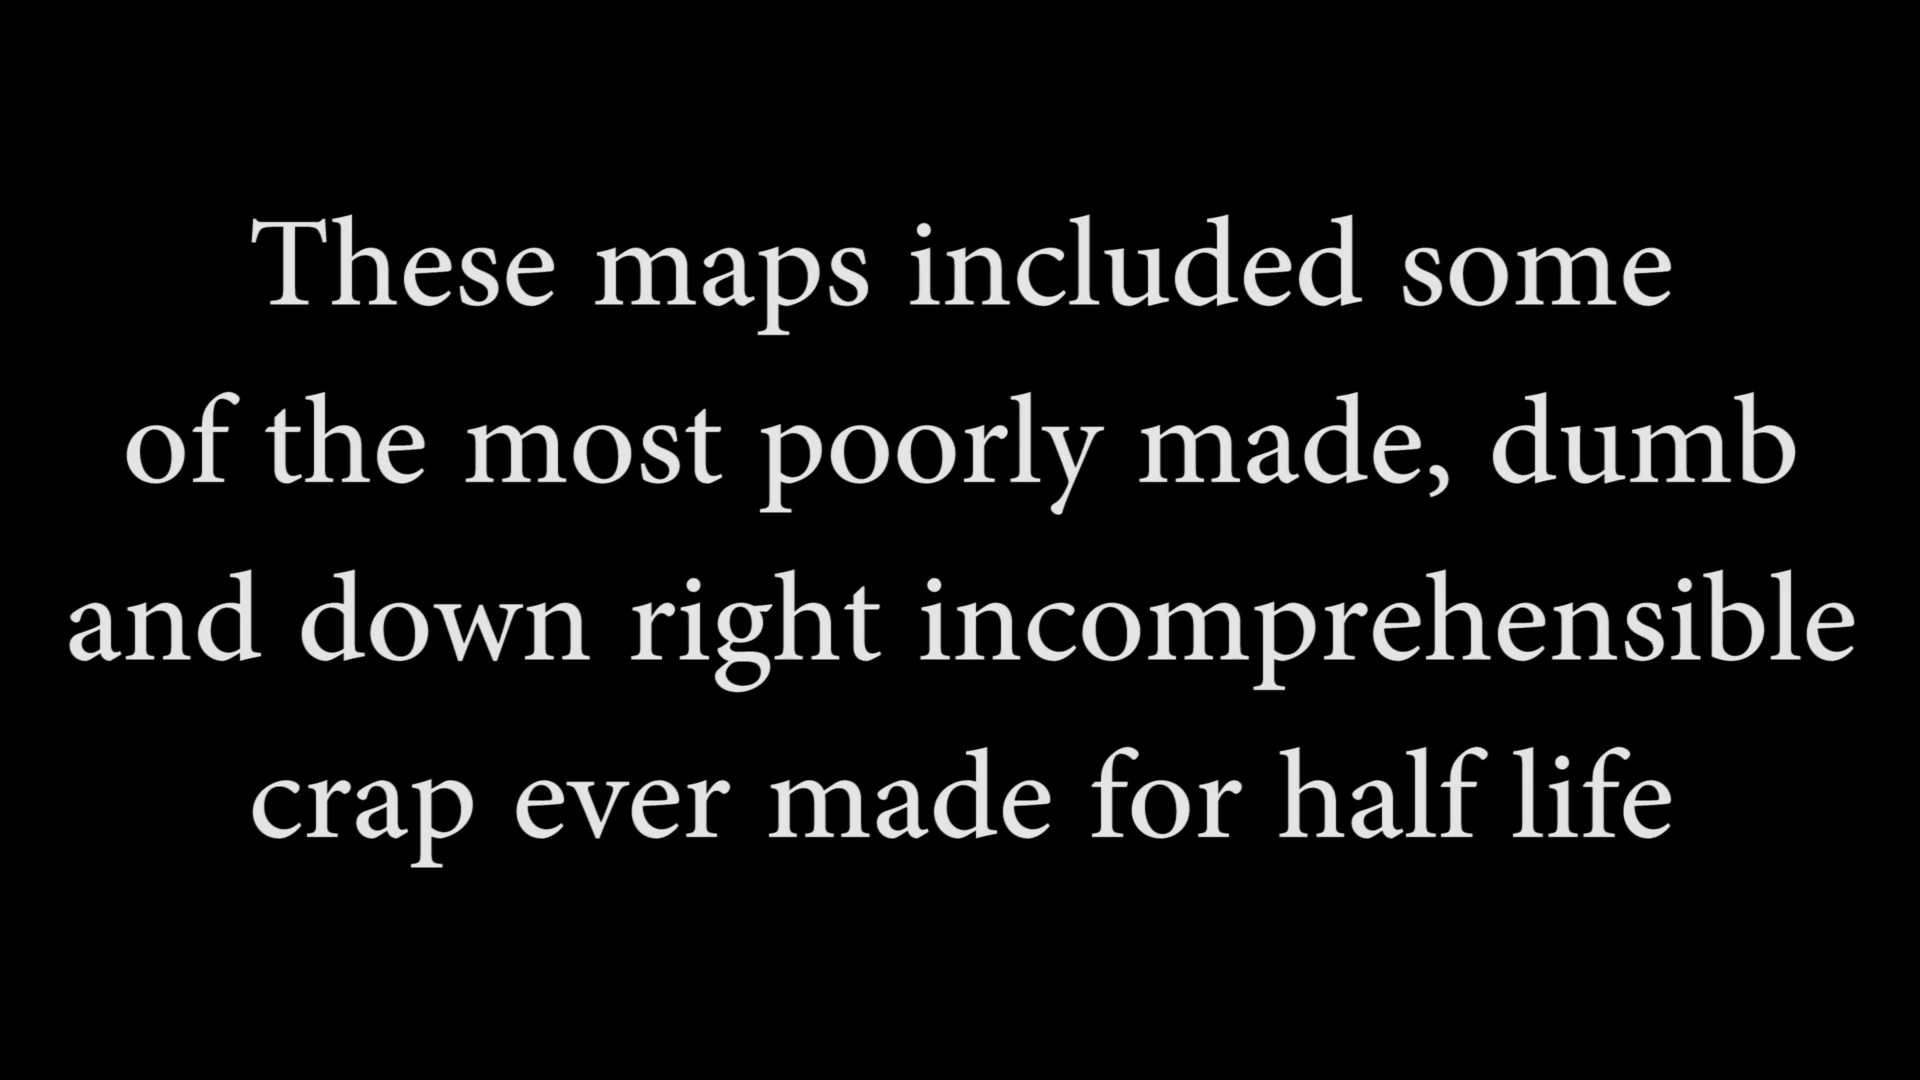 These maps included some
of the most poorly made, dumb
and down right incomprehensible
crap ever made for half life